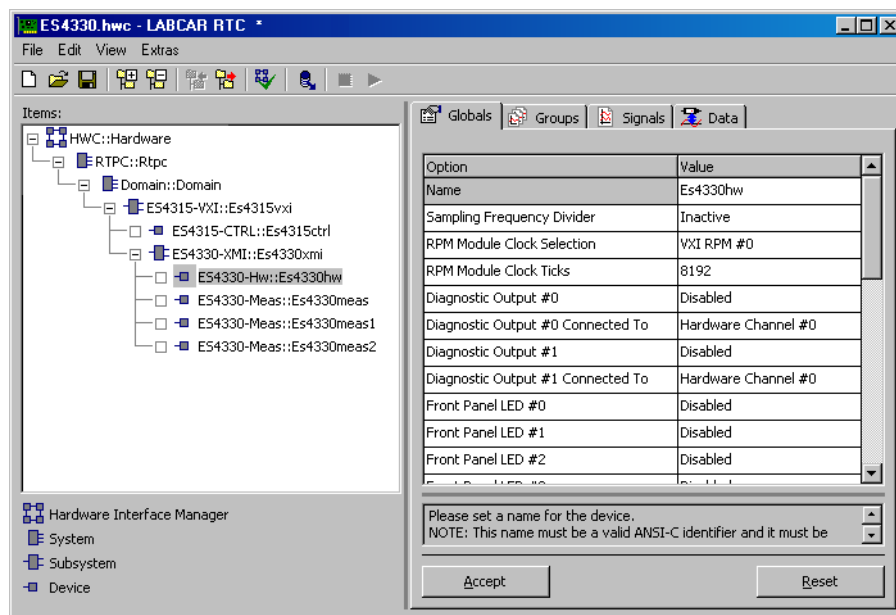 ES4330.hwc - LABCAR RTC *
File Edit View Extras
Items:
HWC::Hardware
RTPC::Rtpc
Domain::Domain
ES4315-VXI::Es4315vxi
ES4315-CTRL::Es4315ctrl
ES4330-XMI::Es4330xmi
ES4330-Hw::Es4330hw
ES4330-Meas::Es4330meas
ES4330-Meas::Es4330meas1
ES4330-Meas::Es4330meas2
Hardware Interface Manager
System
Subsystem
Device
Globals Groups Signals Data
Option Value
Name Es4330hw
Sampling Frequency Divider Inactive
RPM Module Clock Selection VXI RPM #0
RPM Module Clock Ticks 8192
Diagnostic Output #0 Disabled
Diagnostic Output #0 Connected To Hardware Channel #0
Diagnostic Output #1 Disabled
Diagnostic Output #1 Connected To Hardware Channel #0
Front Panel LED #0 Disabled
Front Panel LED #1 Disabled
Front Panel LED #2 Disabled
Please set a name for the device.
NOTE: This name must be a valid ANSI-C identifier and it must be
Accept Reset